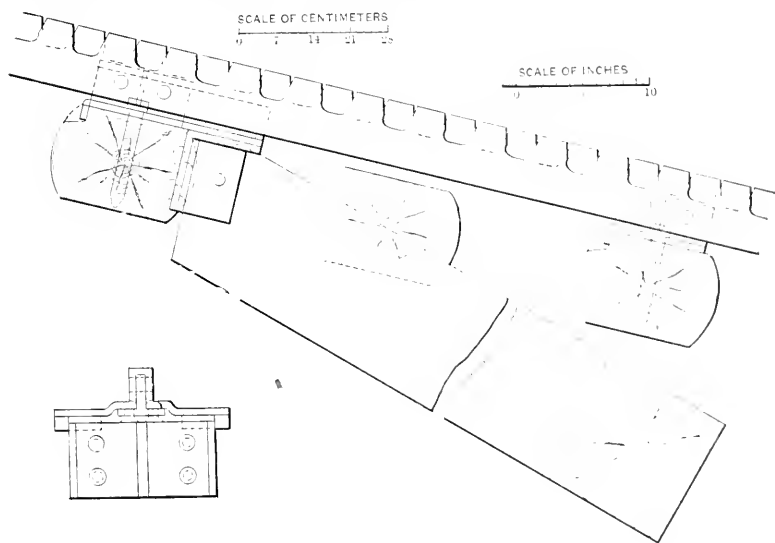 SCALE OF CENTIMETERS
0 7 14 21 28
SCALE OF INCHES
0 10